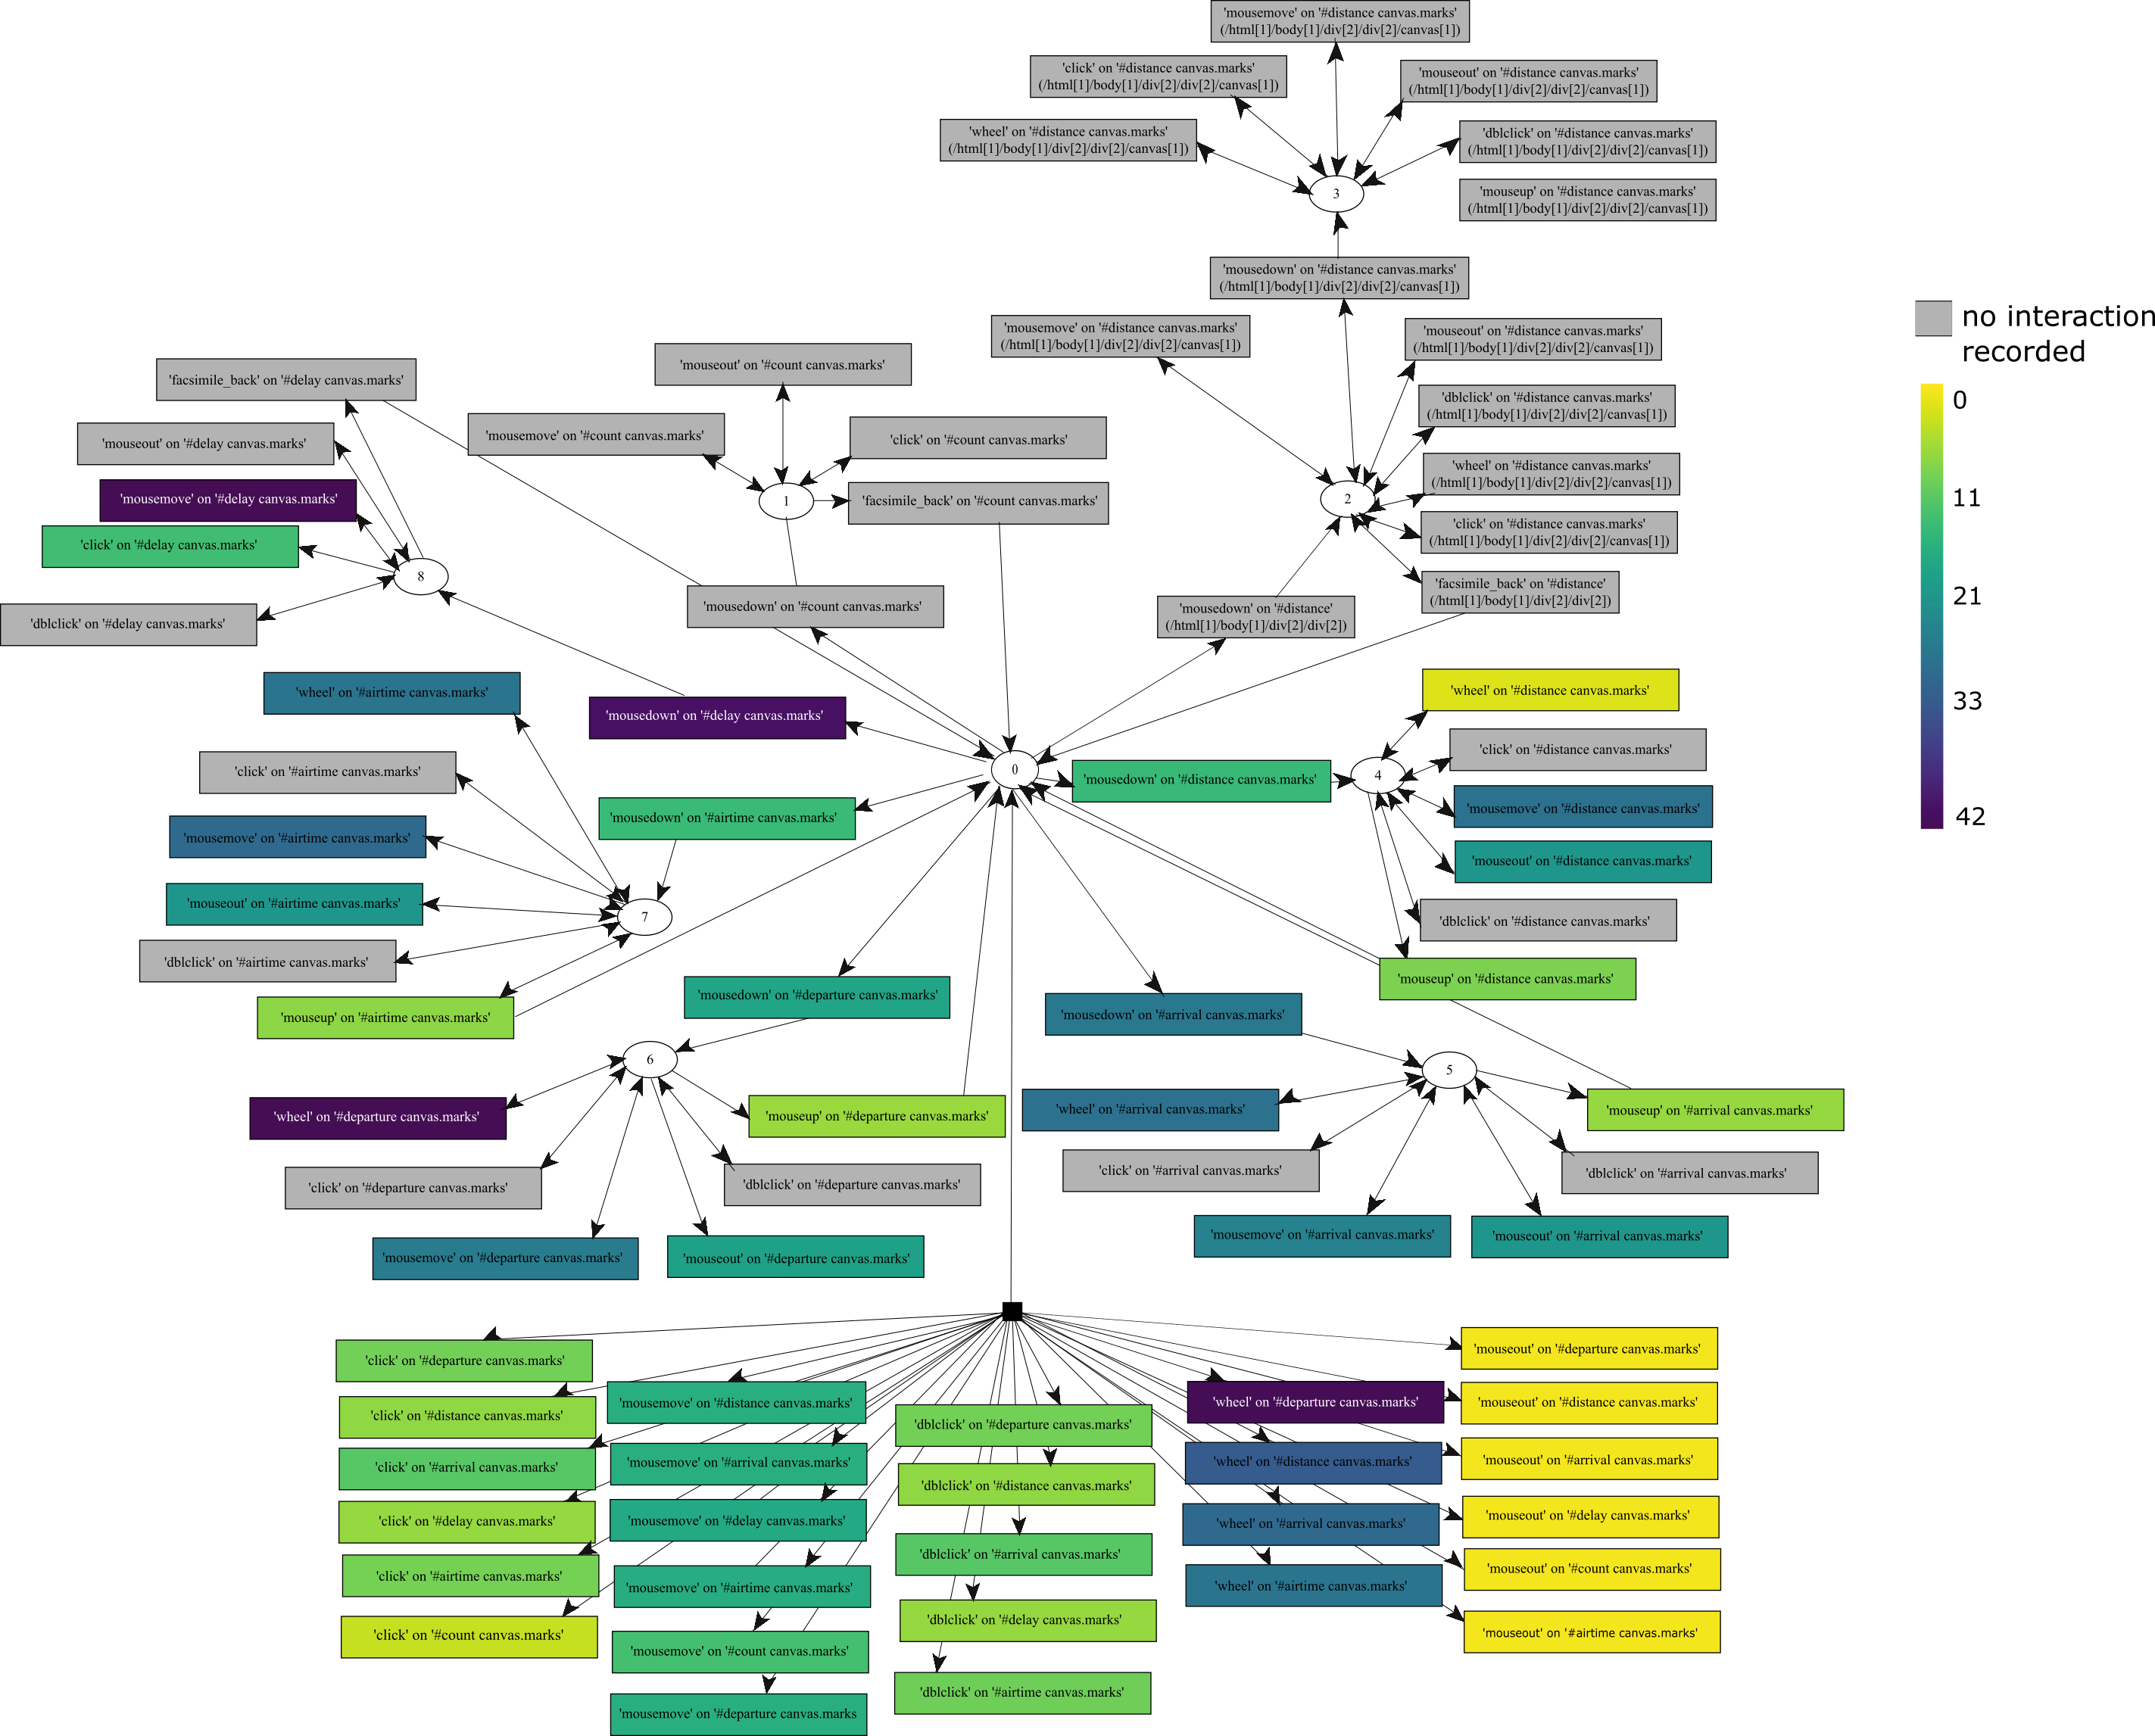 'mousemove' on '#distance canvas.marks'
(/html[1]/body[1]/div[2]/div[2]/canvas[1])
'click' on '#distance canvas.marks'
(/html[1]/body[1]/div[2]/div[2]/canvas[1])
'mouseout' on '#distance canvas.marks'
(/html[1]/body[1]/div[2]/div[2]/canvas[1])
'wheel' on '#distance canvas.marks'
(/html[1]/body[1]/div[2]/div[2]/canvas[1])
'dblclick' on '#distance canvas.marks'
(/html[1]/body[1]/div[2]/div[2]/canvas[1])
3
'mouseup' on '#distance canvas.marks'
(/html[1]/body[1]/div[2]/div[2]/canvas[1])
'mousedown' on '#distance canvas.marks'
(/html[1]/body[1]/div[2]/div[2]/canvas[1])
no interaction
recorded
0
11
21
33
42
'mousemove' on '#distance canvas.marks'
(/html[1]/body[1]/div[2]/div[2]/canvas[1])
'mouseout' on '#distance canvas.marks'
(/html[1]/body[1]/div[2]/div[2]/canvas[1])
'dblclick' on '#distance canvas.marks'
(/html[1]/body[1]/div[2]/div[2]/canvas[1])
'wheel' on '#distance canvas.marks'
(/html[1]/body[1]/div[2]/div[2]/canvas[1])
2
'click' on '#distance canvas.marks'
(/html[1]/body[1]/div[2]/div[2]/canvas[1])
'facsimile_back' on '#distance'
(/html[1]/body[1]/div[2]/div[2])
'mousedown' on '#distance'
(/html[1]/body[1]/div[2]/div[2])
'mouseout' on '#count canvas.marks'
'mousemove' on '#count canvas.marks'
'click' on '#count canvas.marks'
1
'facsimile_back' on '#count canvas.marks'
'mousedown' on '#count canvas.marks'
'facsimile_back' on '#delay canvas.marks'
'mouseout' on '#delay canvas.marks'
'mousemove' on '#delay canvas.marks'
'click' on '#delay canvas.marks'
8
'dblclick' on '#delay canvas.marks'
'mousedown' on '#delay canvas.marks'
0
'wheel' on '#airtime canvas.marks'
'click' on '#airtime canvas.marks'
'mousedown' on '#airtime canvas.marks'
'mousemove' on '#airtime canvas.marks'
'mouseout' on '#airtime canvas.marks'
7
'dblclick' on '#airtime canvas.marks'
'mouseup' on '#airtime canvas.marks'
'wheel' on '#distance canvas.marks'
'click' on '#distance canvas.marks'
'mousedown' on '#distance canvas.marks'
4
'mousemove' on '#distance canvas.marks'
'mouseout' on '#distance canvas.marks'
'dblclick' on '#distance canvas.marks'
'mouseup' on '#distance canvas.marks'
'mousedown' on '#departure canvas.marks'
6
'wheel' on '#departure canvas.marks'
'mouseup' on '#departure canvas.marks'
'click' on '#departure canvas.marks'
'dblclick' on '#departure canvas.marks'
'mousemove' on '#departure canvas.marks'
'mouseout' on '#departure canvas.marks'
'mousedown' on '#arrival canvas.marks'
5
'wheel' on '#arrival canvas.marks'
'mouseup' on '#arrival canvas.marks'
'click' on '#arrival canvas.marks'
'dblclick' on '#arrival canvas.marks'
'mousemove' on '#arrival canvas.marks'
'mouseout' on '#arrival canvas.marks'
'click' on '#departure canvas.marks'
'click' on '#distance canvas.marks'
'click' on '#arrival canvas.marks'
'click' on '#delay canvas.marks'
'click' on '#airtime canvas.marks'
'click' on '#count canvas.marks'
'mousemove' on '#distance canvas.marks'
'mousemove' on '#arrival canvas.marks'
'mousemove' on '#delay canvas.marks'
'mousemove' on '#airtime canvas.marks'
'mousemove' on '#count canvas.marks'
'mousemove' on '#departure canvas.marks
'dblclick' on '#departure canvas.marks'
'dblclick' on '#distance canvas.marks'
'dblclick' on '#arrival canvas.marks'
'dblclick' on '#delay canvas.marks'
'dblclick' on '#airtime canvas.marks'
'wheel' on '#departure canvas.marks'
'wheel' on '#distance canvas.marks'
'wheel' on '#arrival canvas.marks'
'wheel' on '#airtime canvas.marks'
'mouseout' on '#departure canvas.marks'
'mouseout' on '#distance canvas.marks'
'mouseout' on '#arrival canvas.marks'
'mouseout' on '#delay canvas.marks'
'mouseout' on '#count canvas.marks'
'mouseout' on '#airtime canvas.marks'